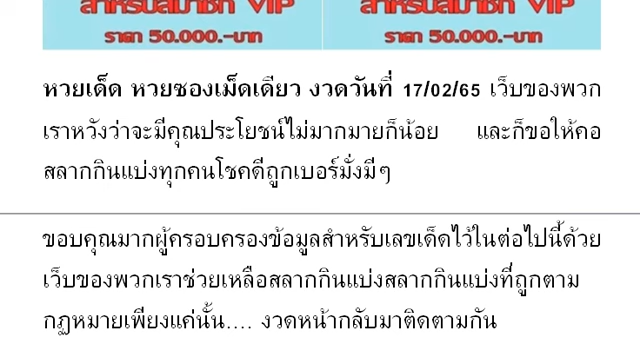 สำหรับสมาชิก VIP สำหรับสมาชิก VIP
ราคา 50.000.-บาท ราคา 50.000.-บาท
หวยเด็ด หวยซองเม็ดเดียว งวดวันที่ 17/02/65 เว็บของพวก
เราหวังว่าจะมีคุณประโยชน์ไม่มากมายก็น้อย และก็ขอให้คอ
สลากกินแบ่งทุกคนโชคดีถูกเบอร์มั่งมีๆ
ขอบคุณมากผู้ครอบครองข้อมูลสำหรับเลขเด็ดไว้ในต่อไปนี้ด้วย
เว็บของพวกเราช่วยเหลือสลากกินแบ่งสลากกินแบ่งที่ถูกตาม
กฏหมายเพียงแค่นั้น.... งวดหน้ากลับมาติดตามกัน